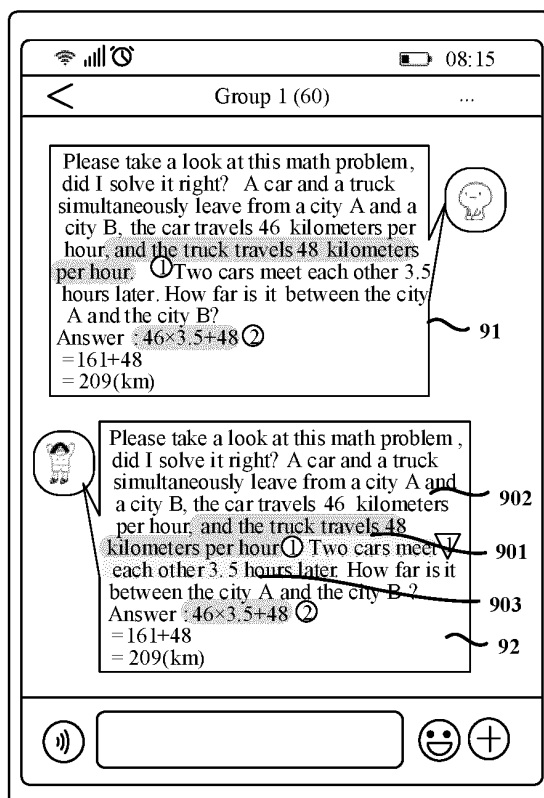 08:15
Group 1 (60)
...
Please take a look at this math problem,
did I solve it right? A car and a truck
simultaneously leave from a city A and a
city B, the car travels 46 kilometers per
hour, and the truck travels 48 kilometers
per hour. ① Two cars meet each other 3.5
hours later. How far is it between the city
A and the city B?
Answer :46×3.5+48 ②
=161+48
= 209(km)
91
Please take a look at this math problem ,
did I solve it right? A car and a truck
simultaneously leave from a city A and
a city B, the car travels 46 kilometers
per hour, and the truck travels 48
kilometers per hour ① Two cars meet 1
each other 3. 5 hours later. How far is it
between the city A and the city B ?
Answer :46×3.5+48 ②
=161+48
= 209(km)
902
901
903
92